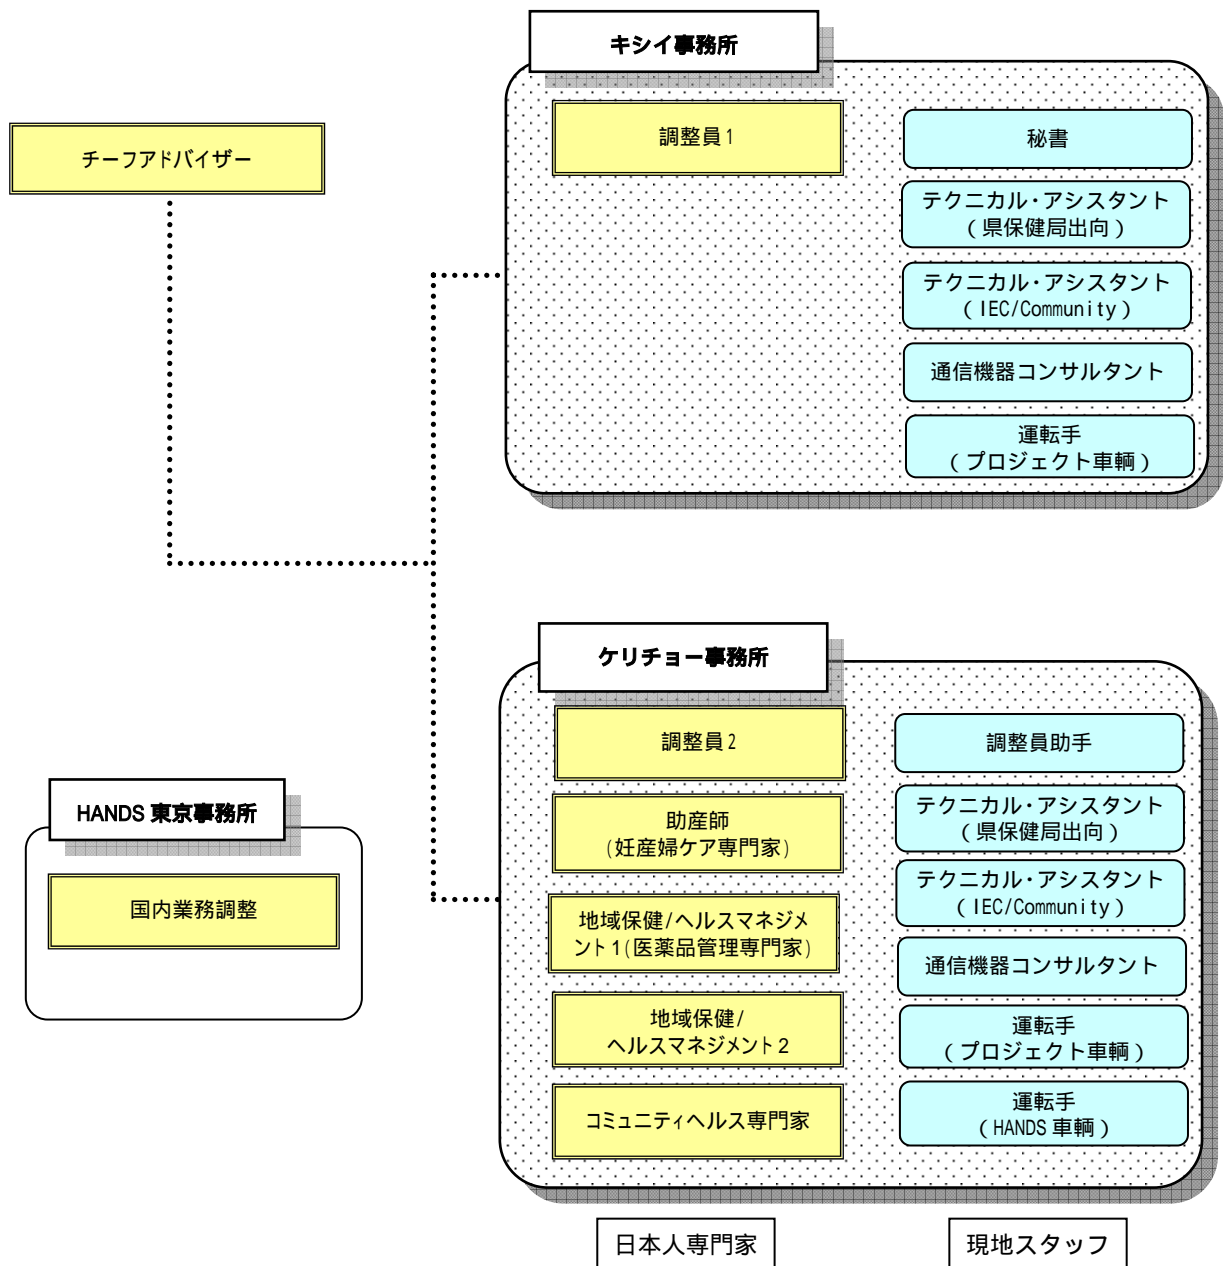 キシイ事務所
チーフアドバイザー
調整員1
秘書
テクニカル・アシスタント
(県保健局出向)
テクニカル・アシスタント
(IEC/Community)
通信機器コンサルタント
運転手
(プロジェクト車輌)
ケリチョー事務所
調整員2
助産師
(妊産婦ケア専門家)
地域保健/ヘルスマネジメ
ント1(医薬品管理専門家)
地域保健/
ヘルスマネジメント2
コミュニティヘルス専門家
調整員助手
テクニカル・アシスタント
(県保健局出向)
テクニカル・アシスタント
(IEC/Community)
通信機器コンサルタント
運転手
(プロジェクト車輌)
運転手
(HANDS 車輌)
HANDS 東京事務所
国内業務調整
日本人専門家
現地スタッフ